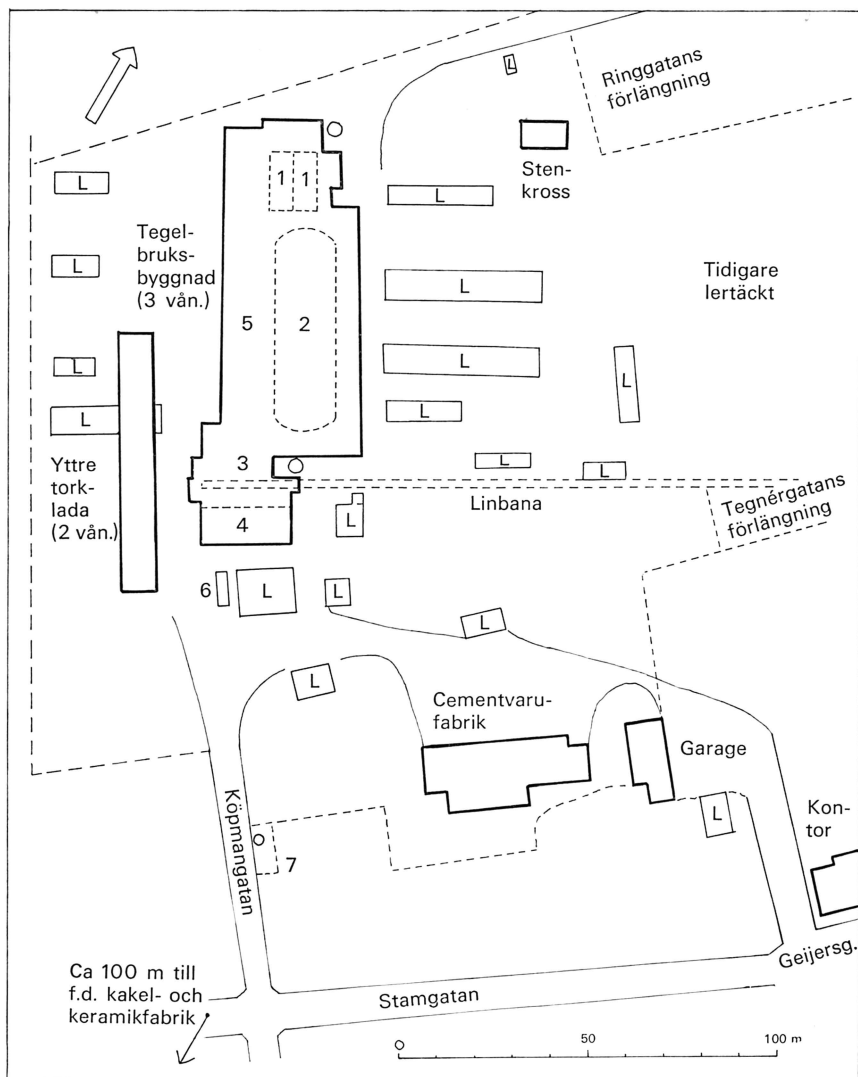 Ringgatans
förlängning
L
Sten-
kross
L
1 1
L
Tegel-
bruks-
byggnad
(3 vån.)
L
L
Tidigare
lertäckt
5
2
L
L
L
L
L
3
L
L
Yttre
tork-
lada
(2 vån.)
Linbana
Tegnérgatans
förlängning
4
L
6
L
L
L
L
Cementvaru-
fabrik
Garage
L
Kon-
tor
Köpmangatan
7
Geijersg.
Ca 100 m till
f.d. kakel- och
keramikfabrik
Stamgatan
0
50
100 m